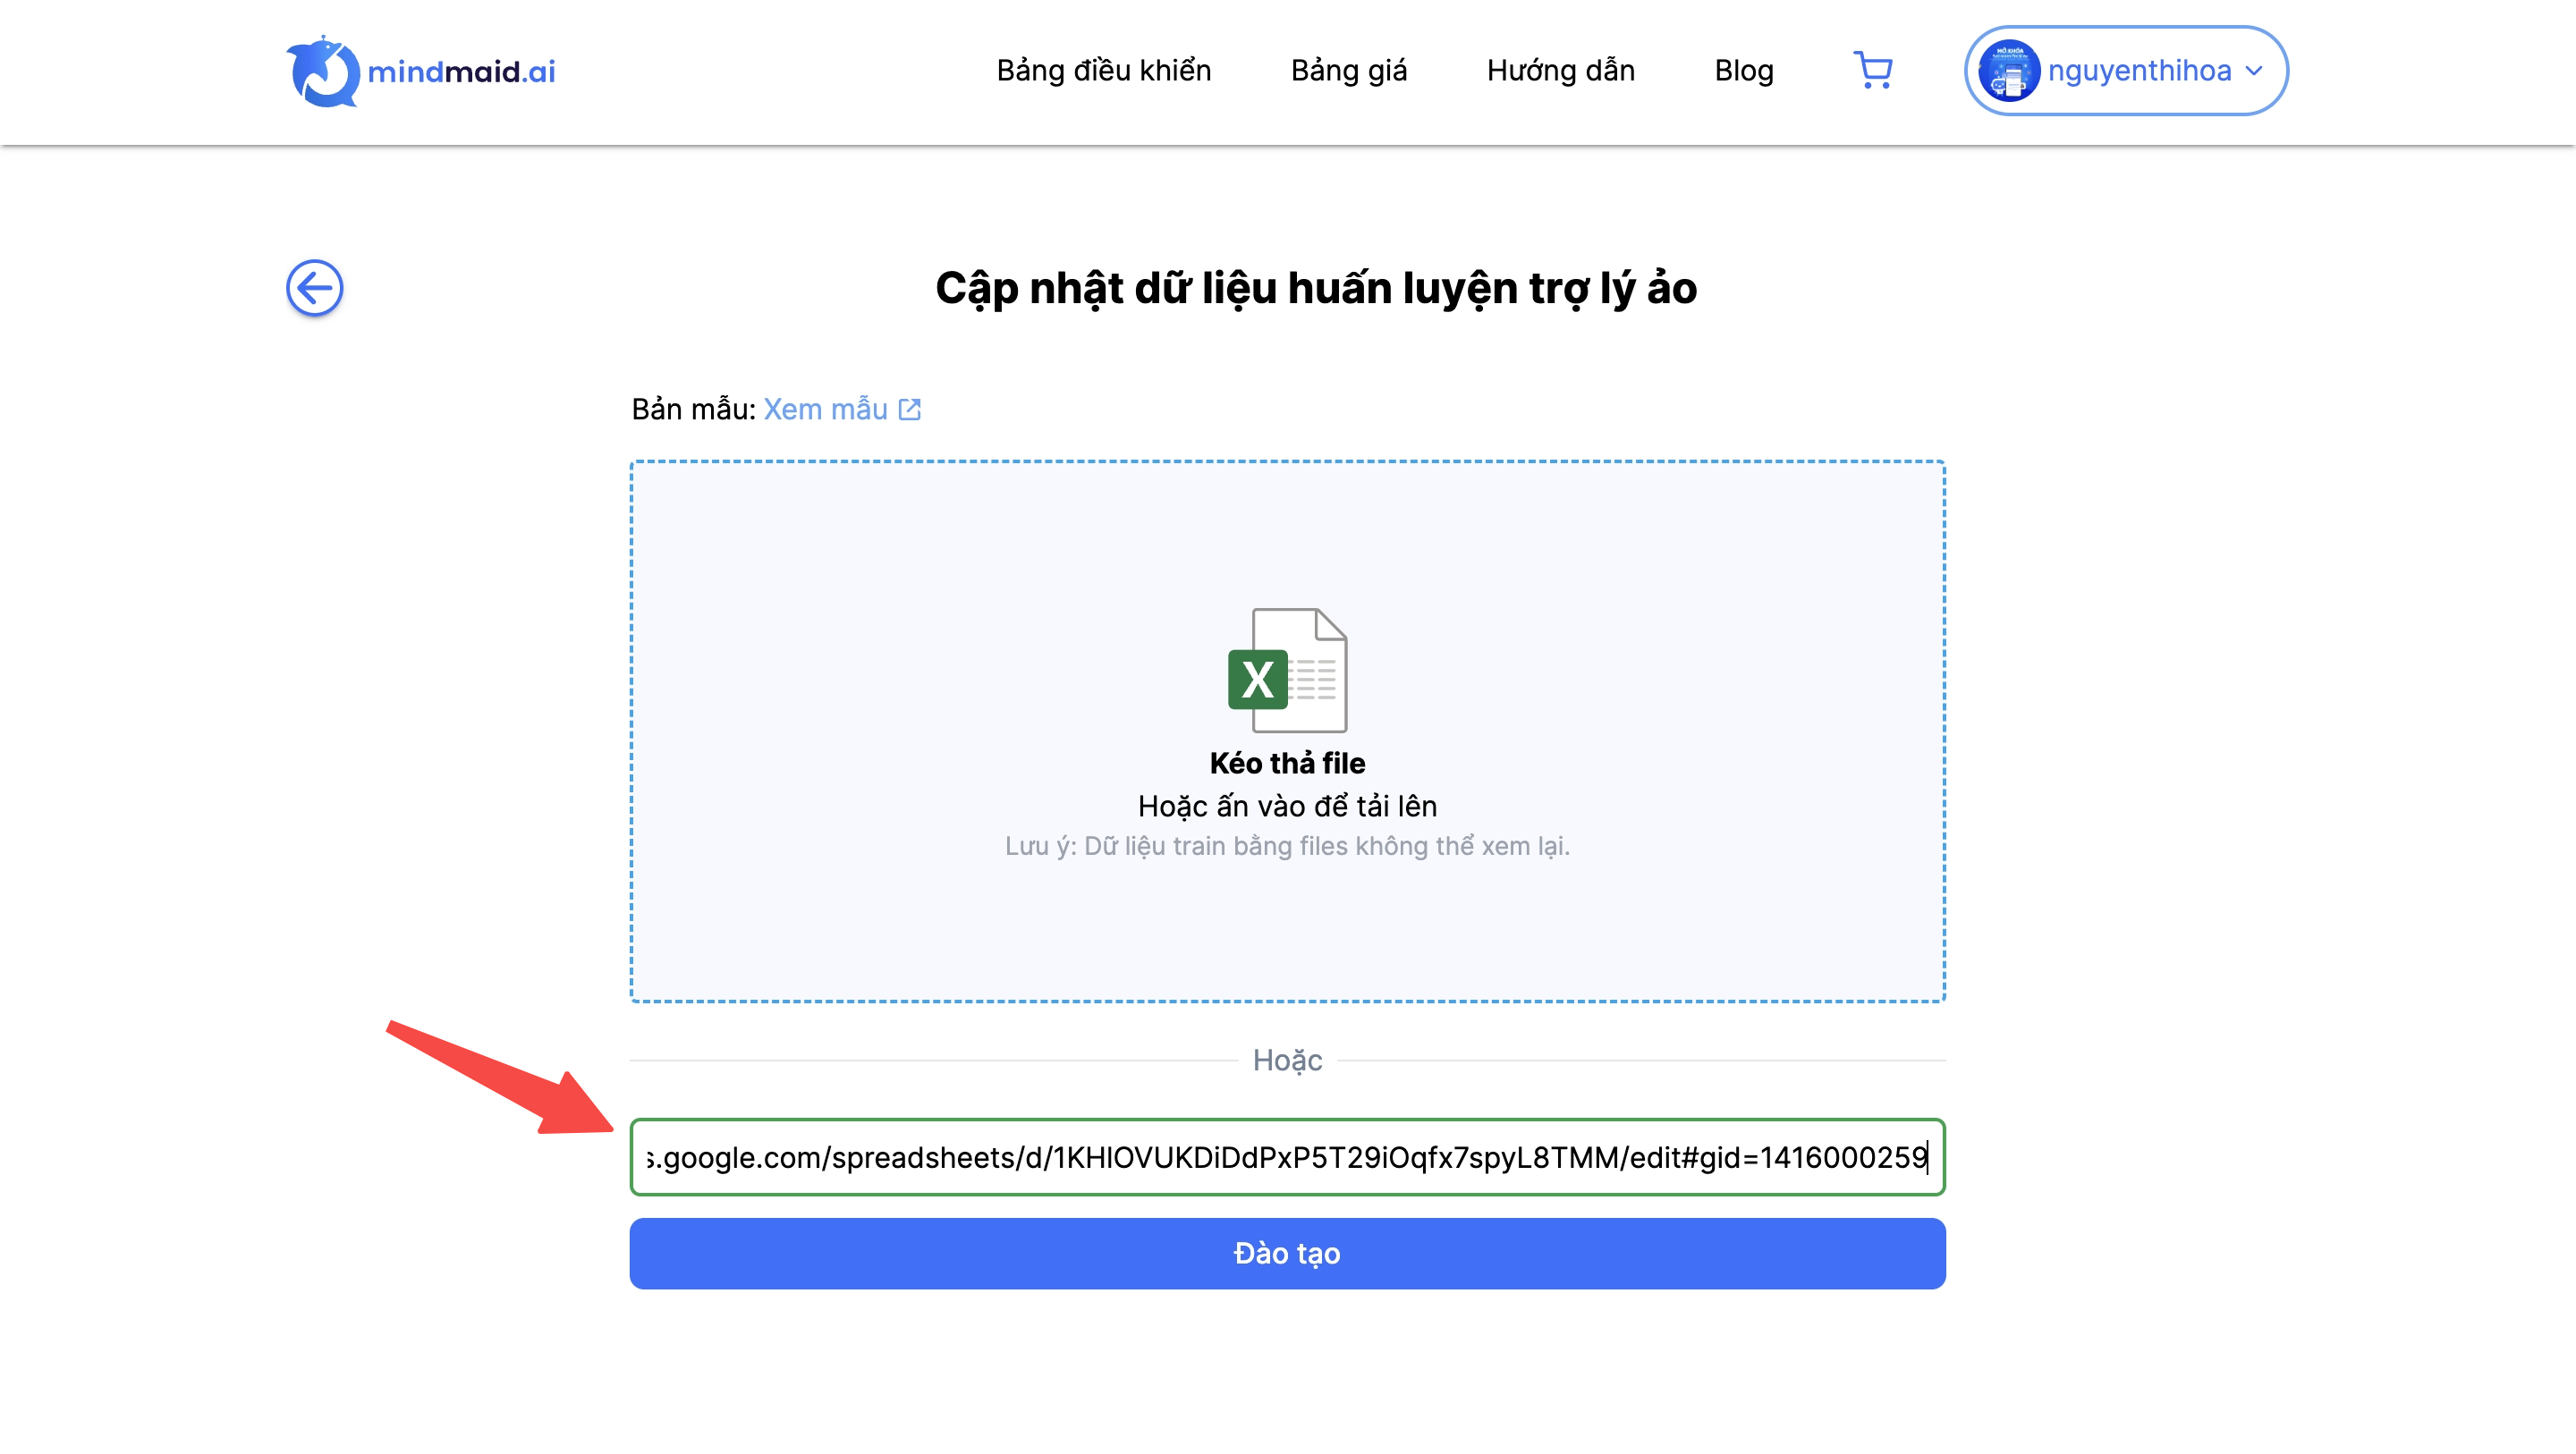 mindmaid.ai
Bảng điều khiển
Bảng giá
Hướng dẫn
Blog
nguyenthihoa
Cập nhật dữ liệu huấn luyện trợ lý ảo
Bản mẫu: Xem mẫu
X
Kéo thả file
Hoặc ấn vào để tải lên
Lưu ý: Dữ liệu train bằng files không thể xem lại.
Hoặc
s.google.com/spreadsheets/d/1KHlOVUKDiDdPxP5T29iOqfx7spyL8TMM/edit#gid=1416000259
Đào tạo